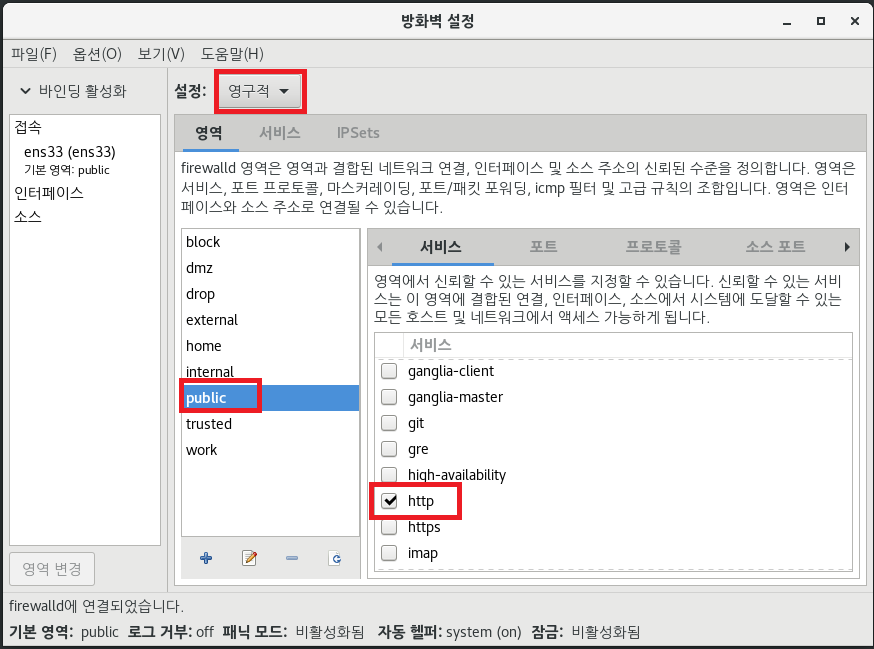 방화벽 설정
파일(F) 옵션(O) 보기(V) 도움말(H)
바인딩 활성화
설정: 영구적
접속
ens33 (ens33)
기본 영역: public
인터페이스
소스
영역 서비스 IPSets
firewalld 영역은 영역과 결합된 네트워크 연결, 인터페이스 및 소스 주소의 신뢰된 수준을 정의합니다. 영역은
서비스, 포트 프로토콜, 마스커레이딩, 포트/패킷 포워딩, icmp 필터 및 고급 규칙의 조합입니다. 영역은 인터
페이스와 소스 주소로 연결될 수 있습니다.
block
dmz
drop
external
home
internal
public
trusted
work
서비스 포트 프로토콜 소스 포트
영역에서 신뢰할 수 있는 서비스를 지정할 수 있습니다. 신뢰할 수 있는 서비
스는 이 영역에 결합된 연결, 인터페이스, 소스에서 시스템에 도달할 수 있는
모든 호스트 및 네트워크에서 액세스 가능하게 됩니다.
서비스
ganglia-client
ganglia-master
git
gre
high-availability
http
https
imap
영역 변경
firewalld에 연결되었습니다.
기본 영역: public 로그 거부: off 패닉 모드: 비활성화됨 자동 헬퍼: system (on) 잠금: 비활성화됨